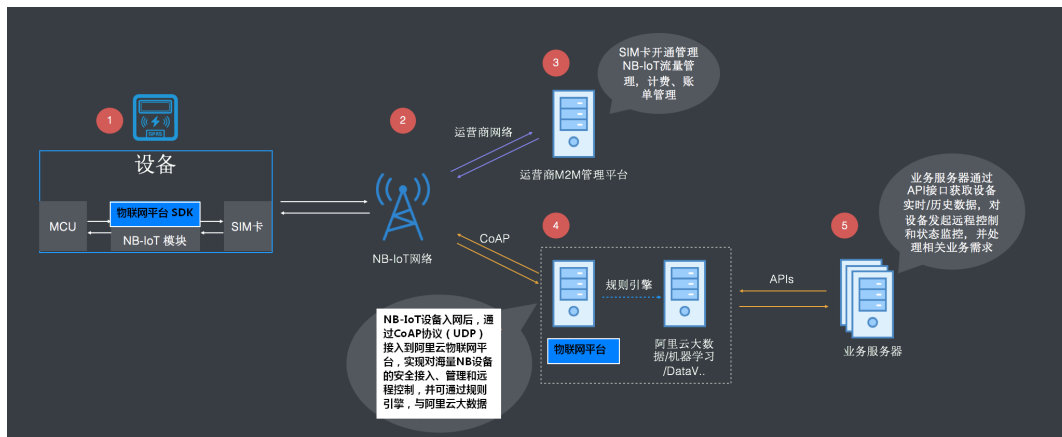 1
设备
MCU
物联网平台 SDK
NB-IoT 模块
SIM卡
2
NB-IoT网络
运营商网络
3
运营商M2M管理平台
SIM卡开通管理
NB-IoT流量管
理，计费、账
单管理
CoAP
4
规则引擎
物联网平台
阿里云大数
据/机器学习
/DataV..
NB-IoT设备入网后，通
过CoAP协议（UDP）
接入到阿里云物联网平
台，实现对海量NB设备
的安全接入、管理和远
程控制，并可通过规则
引擎，与阿里云大数据
APIs
5
业务服务器
业务服务器通过
API接口获取设备
实时/历史数据，对
设备发起远程控制
和状态监控，并处
理相关业务需求